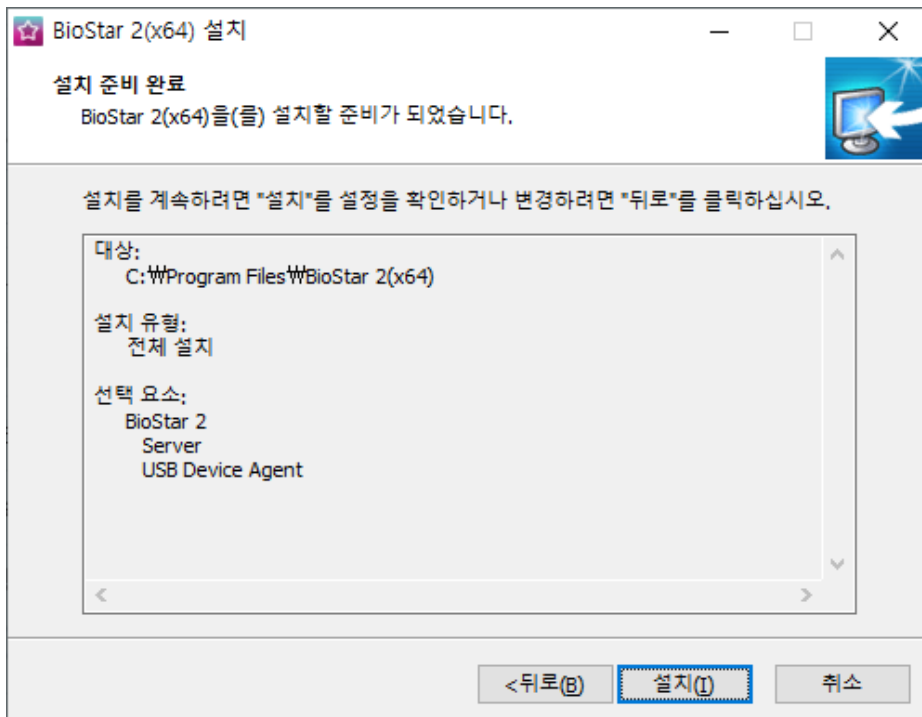 BioStar 2(x64) 설치
설치 준비 완료
BioStar 2(x64)을(를) 설치할 준비가 되었습니다.
설치를 계속하려면 "설치"를 설정을 확인하거나 변경하려면 "뒤로"를 클릭하십시오.
대상:
C:₩Program Files₩BioStar 2(x64)
설치 유형:
전체 설치
선택 요소:
BioStar 2
Server
USB Device Agent
<뒤로(B) 설치(I) 취소